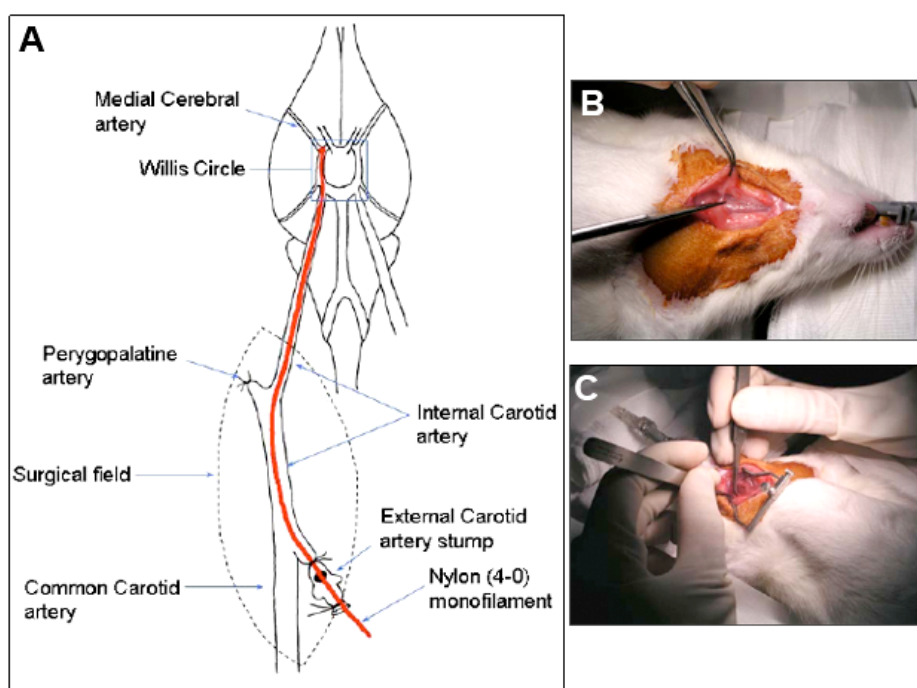 A
Medial Cerebral
artery
Willis Circle
Perygopalatine
artery
Internal Carotid
artery
Surgical field
External Carotid
artery stump
Nylon (4-0)
monofilament
Common Carotid
artery
B
C